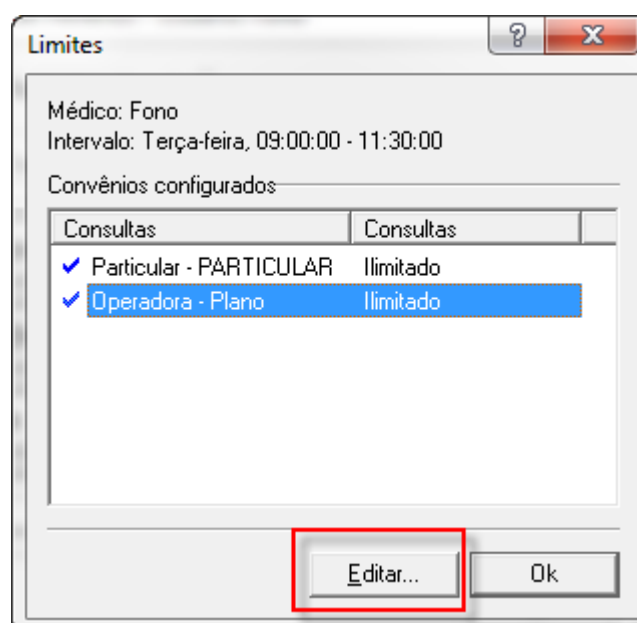 Limites
Médico: Fono
Intervalo: Terça-feira, 09:00:00 - 11:30:00
Convênios configurados
Consultas Consultas
Particular - PARTICULAR Ilimitado
Operadora - Plano Ilimitado
Editar... Ok